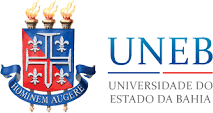 HOMINEM AUGERE
UNEB
UNIVERSIDADE DO
ESTADO DA BAHIA